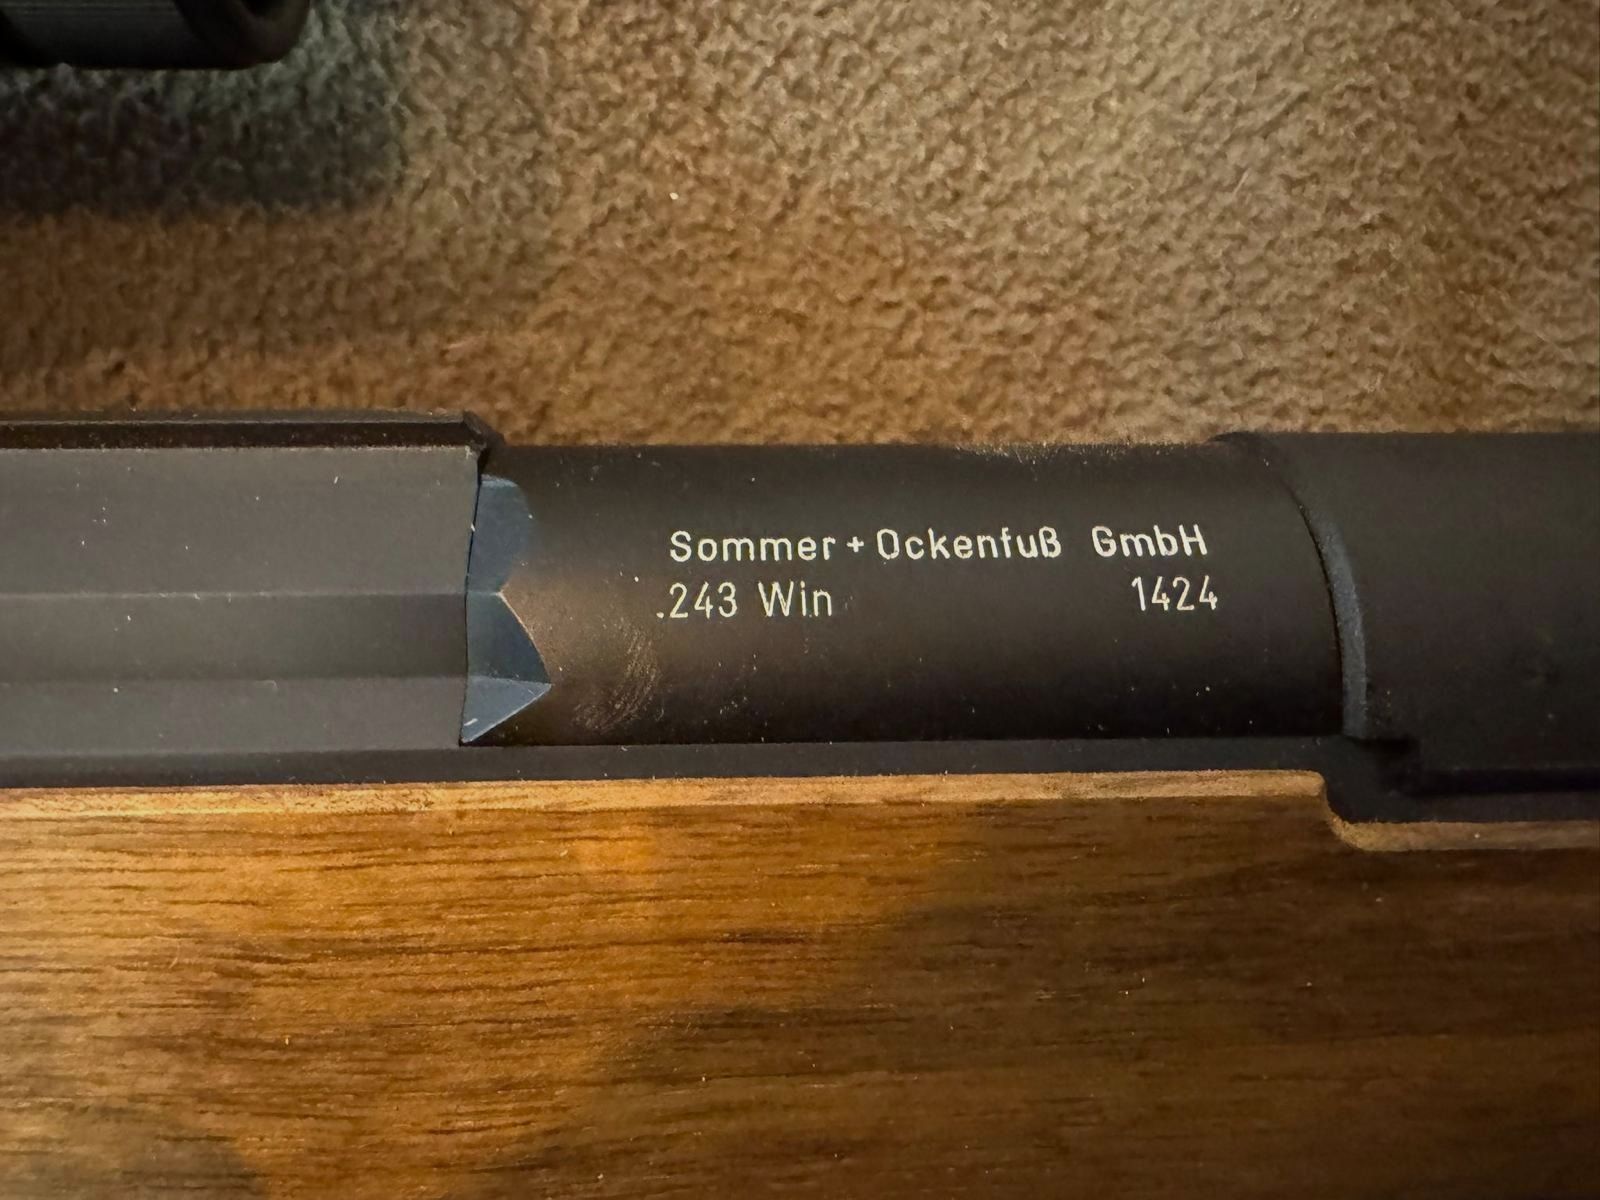 Sommer + Ockenfuß GmbH
.243 Win 1424